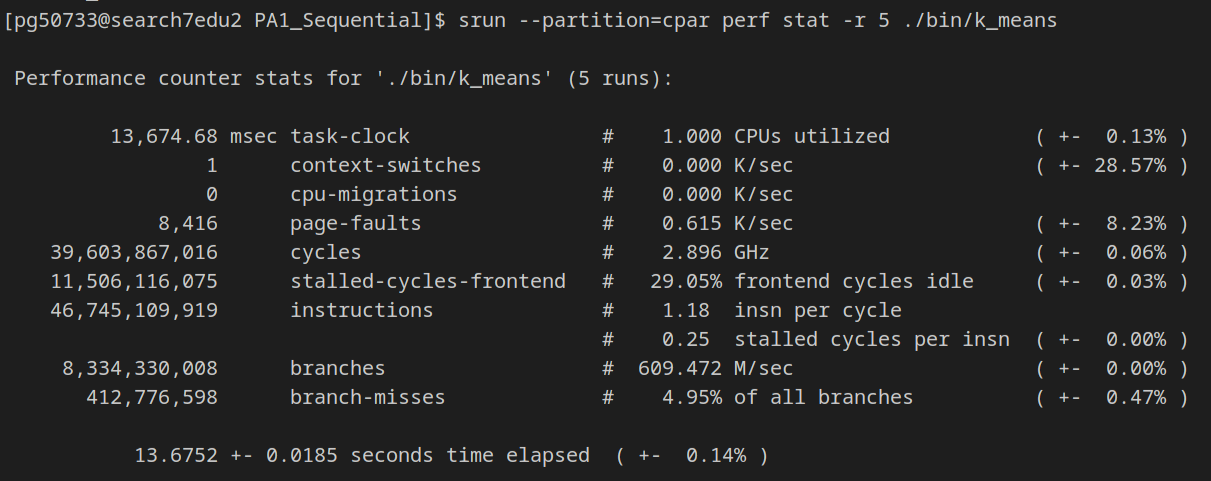 [pg50733@search7edu2 PA1_Sequential]$ srun --partition=cpar perf stat -r 5 ./bin/k_means
Performance counter stats for './bin/k_means' (5 runs):
13,674.68 msec task-clock # 1.000 CPUs utilized ( +- 0.13% )
1 context-switches # 0.000 K/sec ( +- 28.57% )
0 cpu-migrations # 0.000 K/sec
8,416 page-faults # 0.615 K/sec ( +- 8.23% )
39,603,867,016 cycles # 2.896 GHz ( +- 0.06% )
11,506,116,075 stalled-cycles-frontend # 29.05% frontend cycles idle ( +- 0.03% )
46,745,109,919 instructions # 1.18 insn per cycle
# 0.25 stalled cycles per insn ( +- 0.00% )
8,334,330,008 branches # 609.472 M/sec ( +- 0.00% )
412,776,598 branch-misses # 4.95% of all branches ( +- 0.47% )
13.6752 +- 0.0185 seconds time elapsed ( +- 0.14% )